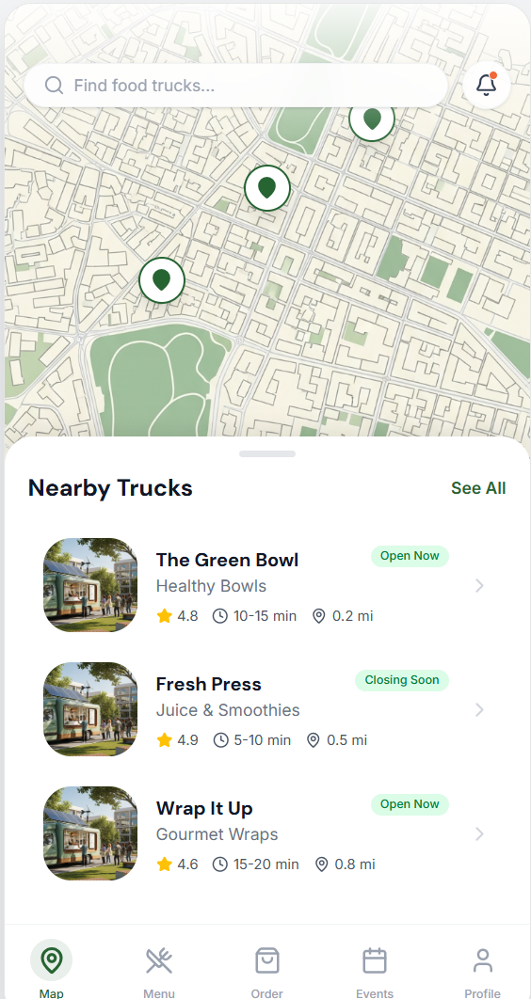 Find food trucks...
Nearby Trucks
See All
The Green Bowl
Open Now
Healthy Bowls
4.8 10-15 min 0.2 mi
Fresh Press
Closing Soon
Juice & Smoothies
4.9 5-10 min 0.5 mi
Wrap It Up
Open Now
Gourmet Wraps
4.6 15-20 min 0.8 mi
Map
Menu
Order
Events
Profile